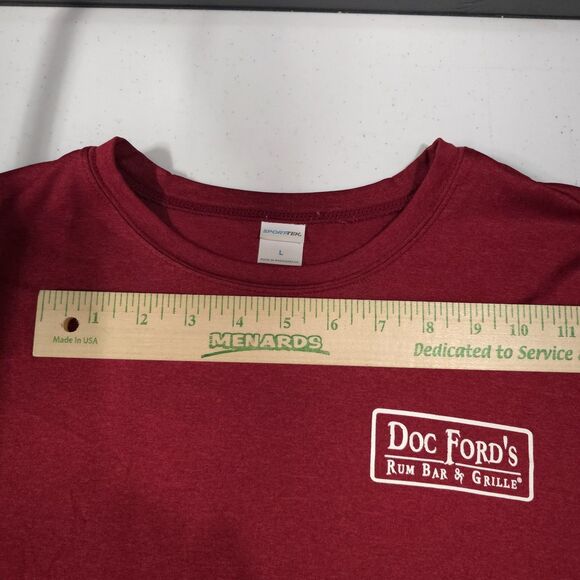 SPORT-TEK.
L
1 2 3 4 5 6 7 8 9 10 11
Made In USA
MENARDS
Dedicated to Service &
DOC FORD'S
RUM BAR & GRILLE®